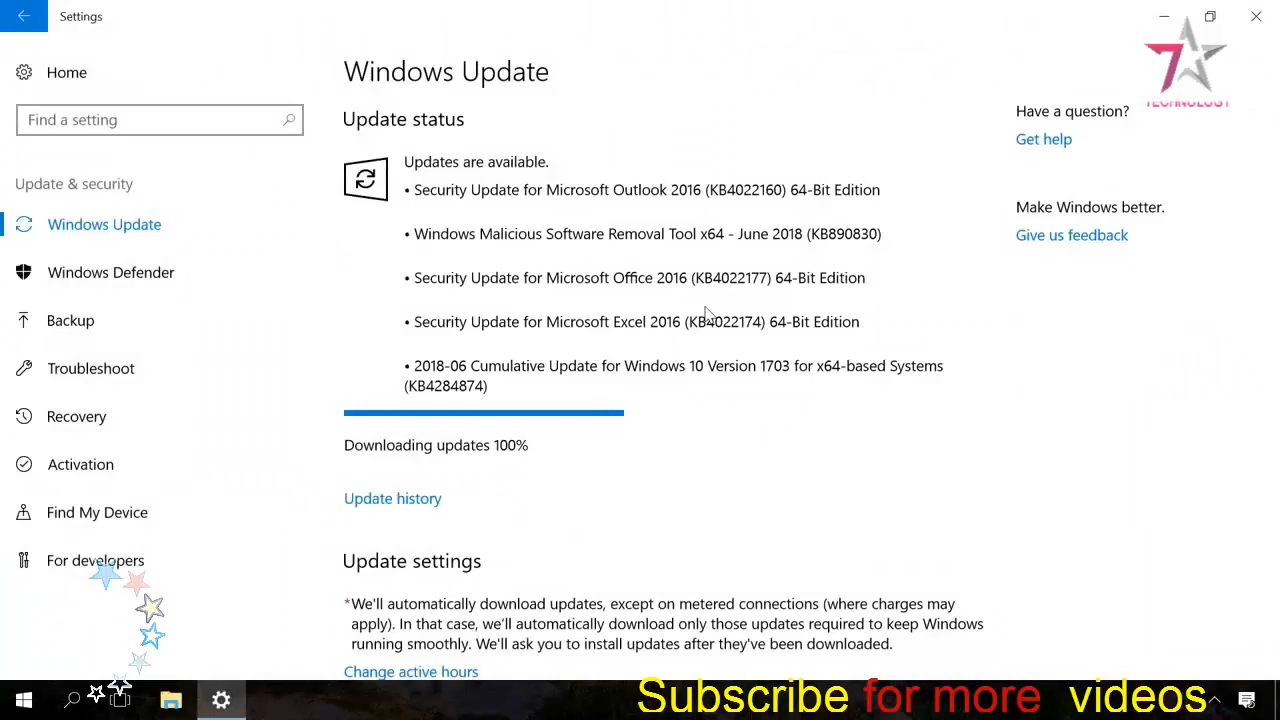 Settings
Home
Find a setting
Update & security
Windows Update
Windows Defender
Backup
Troubleshoot
Recovery
Activation
Find My Device
For developers
Windows Update
Update status
Updates are available.
• Security Update for Microsoft Outlook 2016 (KB4022160) 64-Bit Edition
• Windows Malicious Software Removal Tool x64 - June 2018 (KB890830)
• Security Update for Microsoft Office 2016 (KB4022177) 64-Bit Edition
• Security Update for Microsoft Excel 2016 (KB4022174) 64-Bit Edition
• 2018-06 Cumulative Update for Windows 10 Version 1703 for x64-based Systems
(KB4284874)
Downloading updates 100%
Update history
Update settings
*We'll automatically download updates, except on metered connections (where charges may
apply). In that case, we'll automatically download only those updates required to keep Windows
running smoothly. We'll ask you to install updates after they've been downloaded.
Change active hours
7
TECHNOLOGY
Have a question?
Get help
Make Windows better.
Give us feedback
Subscribe for more videos